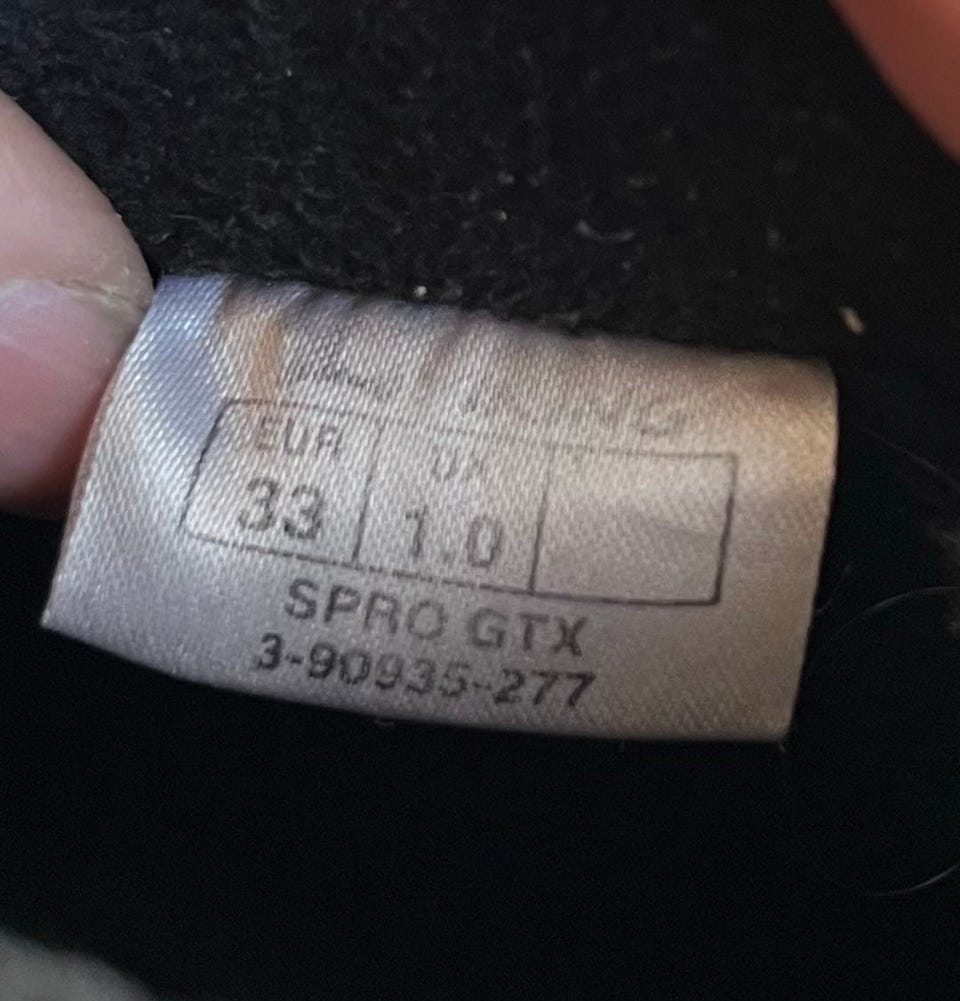 EUR UK
33 1.0
SPRO GTX
3-90935-277